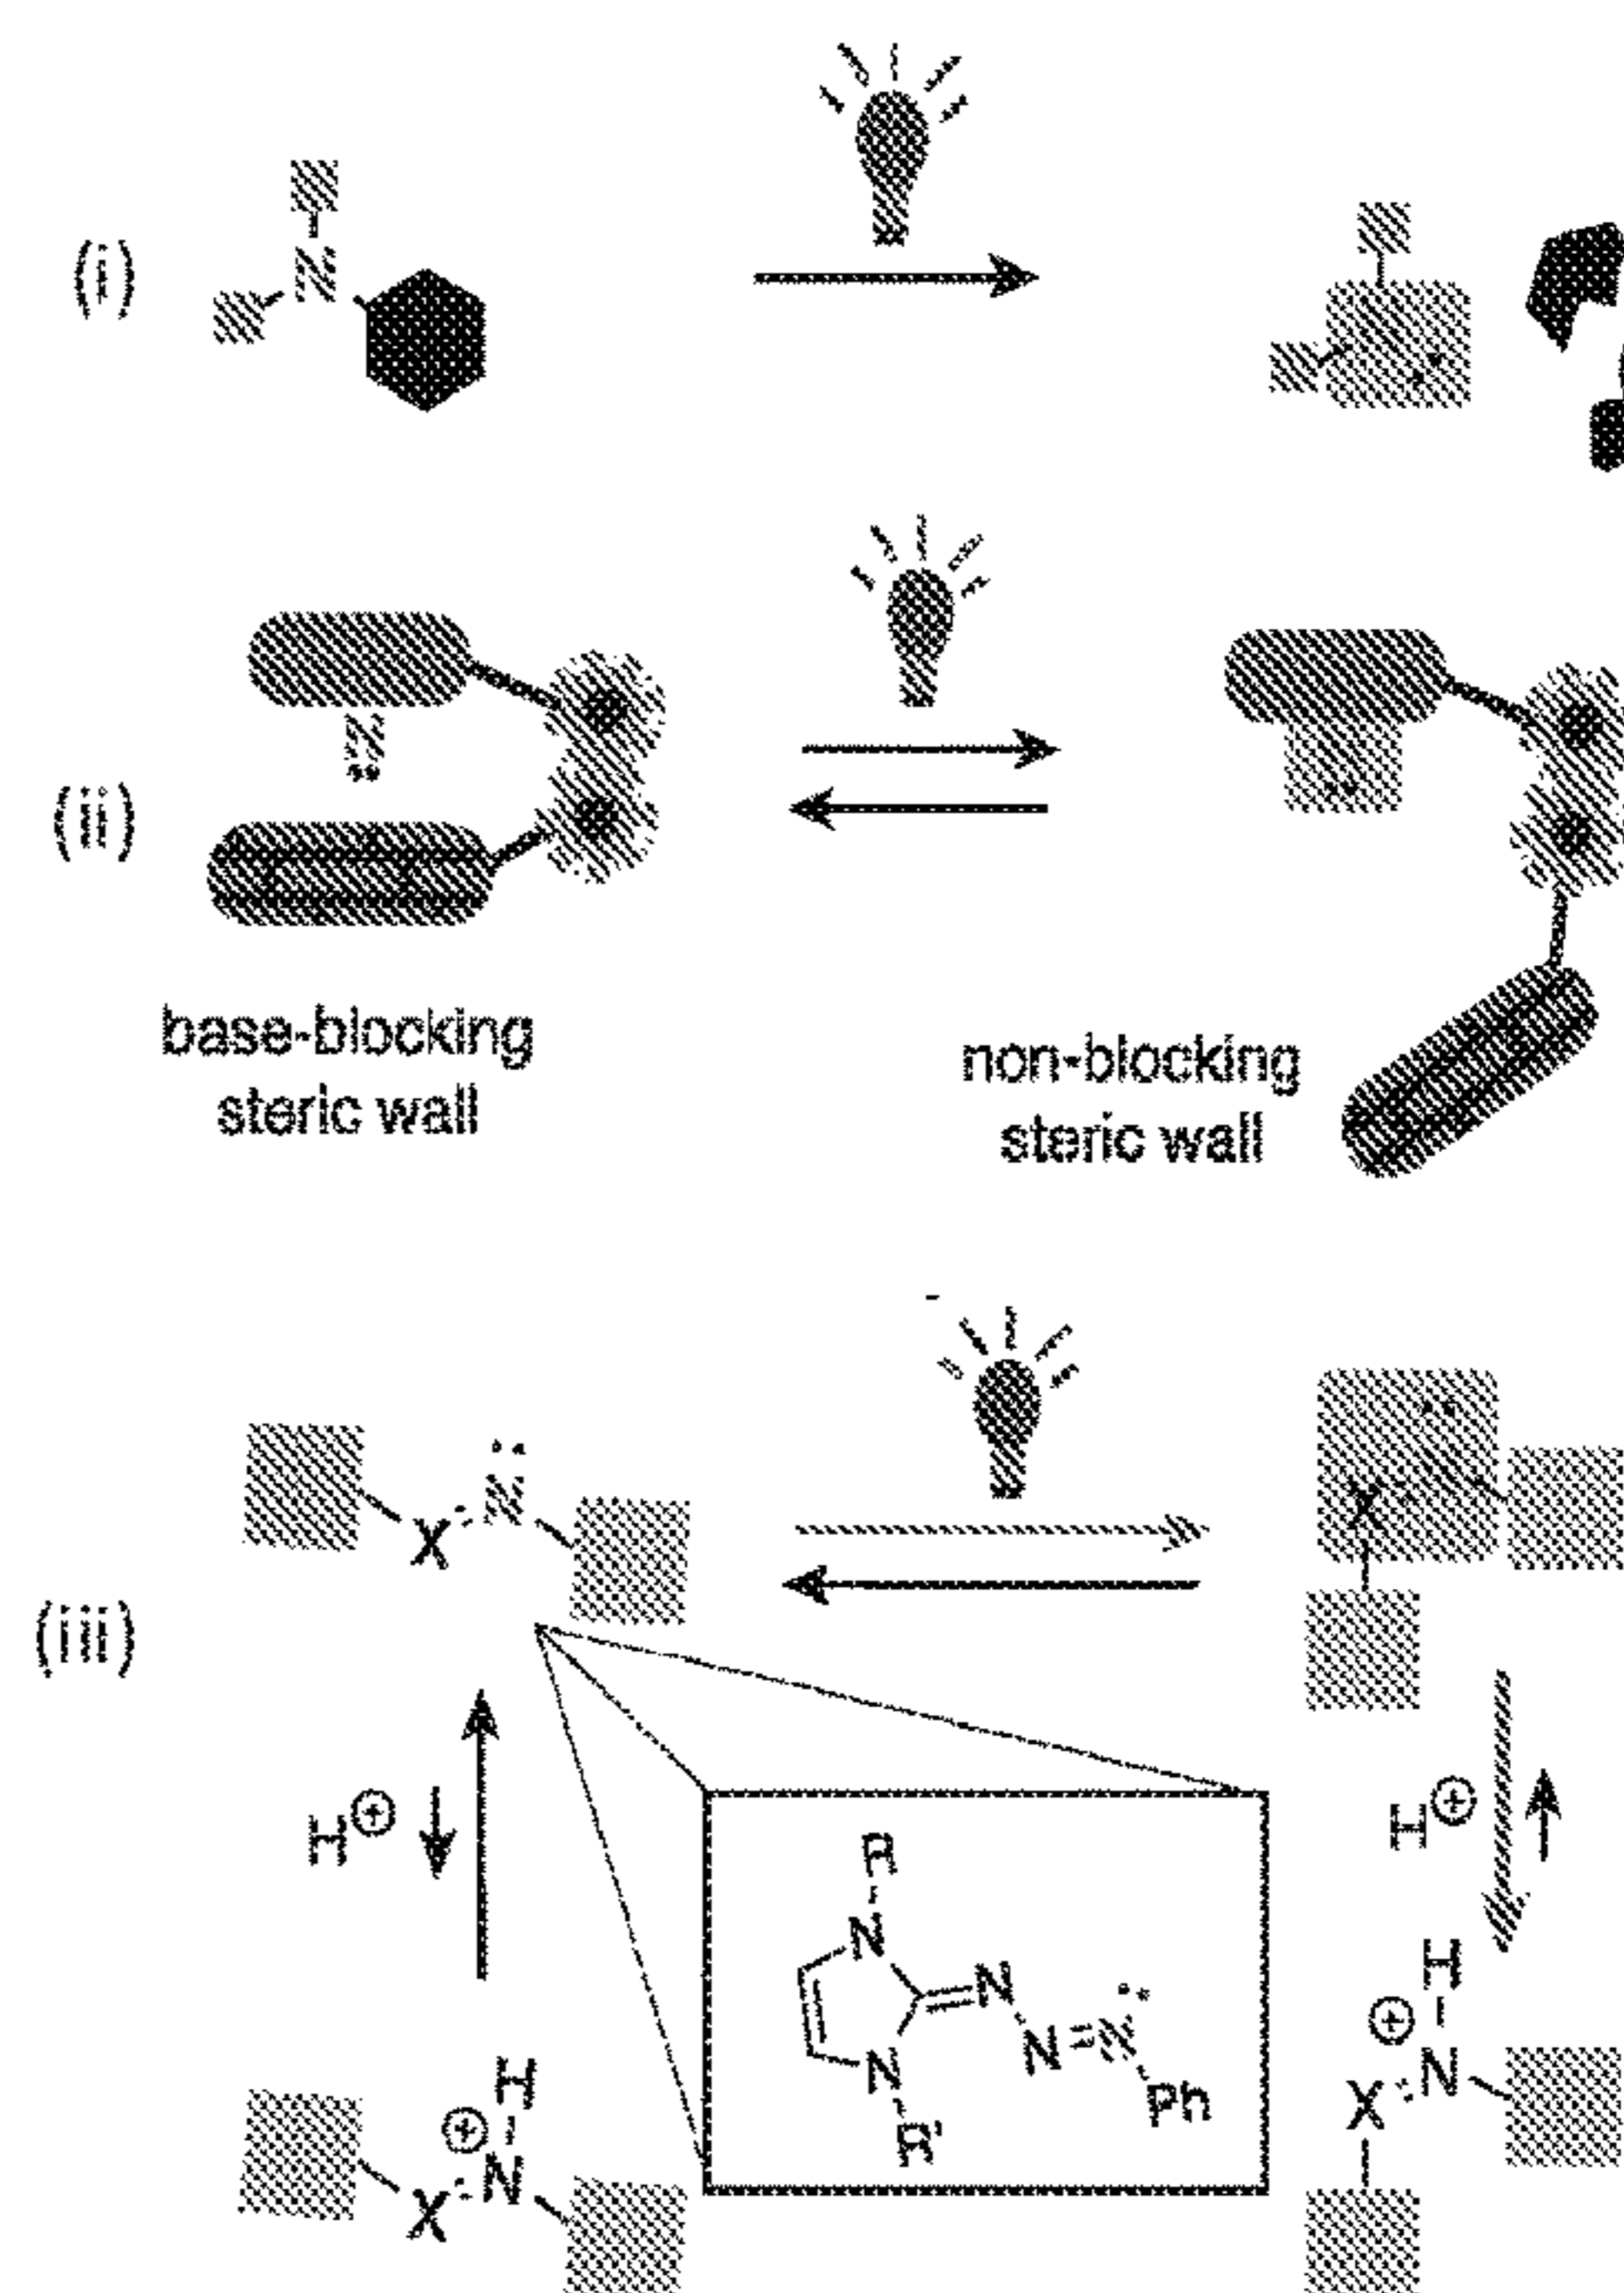 (i)
N
N
(ii)
N
base-blocking
steric wall
non-blocking
steric wall
X N
X N
(iii)
H ⊕
H ⊕
R
N
N
N N
N
R'
Ph
H
⊕
X N
H
⊕
X N